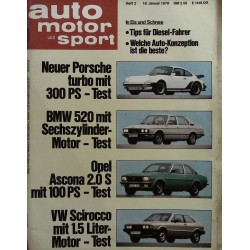 auto
motor
und
sport
Heft 2
18. Januar 1978
DM 3,50
In Eis und Schnee
• Tips für Diesel-Fahrer
• Welche Auto-Konzeption
ist die beste?
Neuer Porsche
turbo mit
300 PS - Test
BMW 520 mit
Sechszylinder-
Motor - Test
Opel
Ascona 2.0 S
mit 100 PS - Test
VW Scirocco
mit 1.5 Liter-
Motor - Test